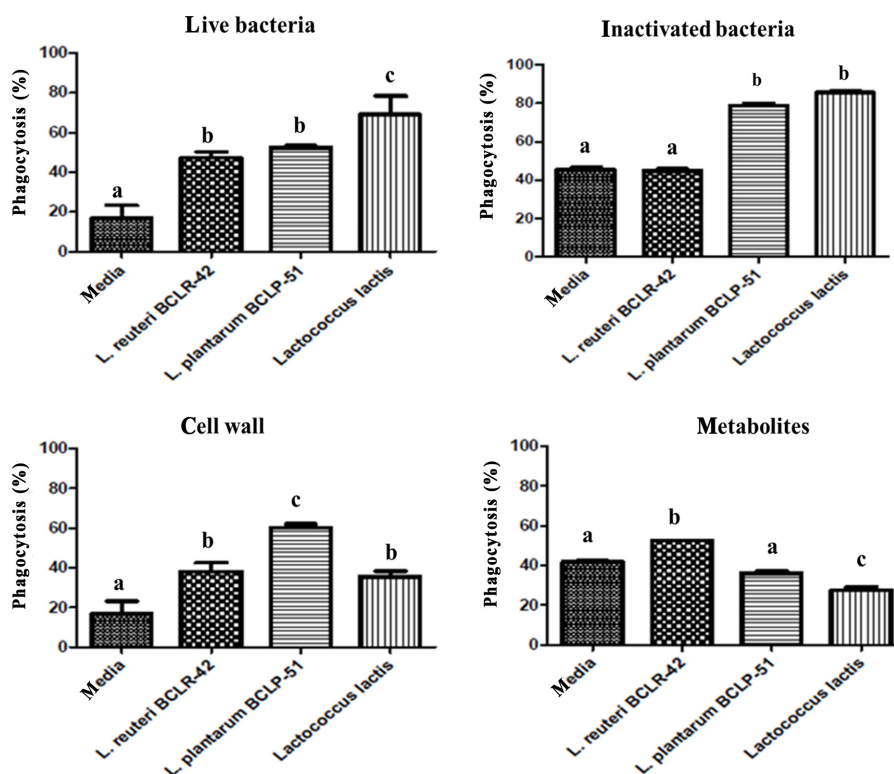 Live bacteria
Phagocytosis (%)
100
80
60
40
20
0
a
b
b
c
Media
L. reuteri BCLR-42
L. plantarum BCLP-51
Lactococcus lactis
Inactivated bacteria
Phagocytosis (%)
100
80
60
40
20
0
a
a
b
b
Media
L. reuteri BCLR-42
L. plantarum BCLP-51
Lactococcus lactis
Cell wall
Phagocytosis (%)
100
80
60
40
20
0
a
b
c
b
Media
L. reuteri BCLR-42
L. plantarum BCLP-51
Lactococcus lactis
Metabolites
Phagocytosis (%)
100
80
60
40
20
0
a
b
a
c
Media
L. reuteri BCLR-42
L. plantarum BCLP-51
Lactococcus lactis